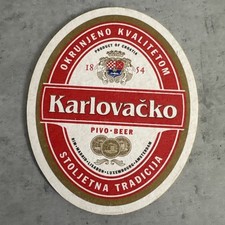 OKRUNJENO KVALITETOM
PRODUCT OF CROATIA
18 54
Karlovačko
PIVO-BEER
STOLJETNA TRADICIJA